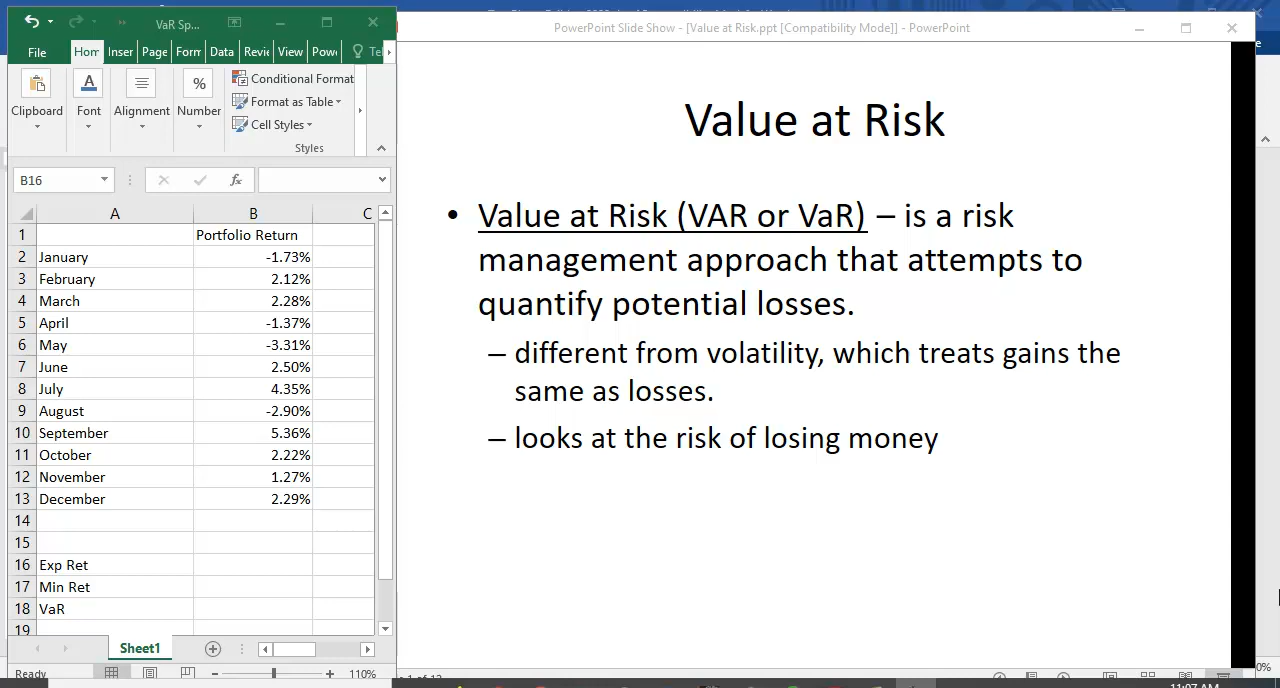 VaR Sp...
PowerPoint Slide Show - [Value at Risk.ppt [Compatibility Mode]] - PowerPoint
File Hom Inser Page Form Data Revie View Powe Te
Clipboard Font Alignment Number
%
Conditional Format
Format as Table
Cell Styles
Styles
B16 fx
A B C
1 Portfolio Return
2 January -1.73%
3 February 2.12%
4 March 2.28%
5 April -1.37%
6 May -3.31%
7 June 2.50%
8 July 4.35%
9 August -2.90%
10 September 5.36%
11 October 2.22%
12 November 1.27%
13 December 2.29%
14
15
16 Exp Ret
17 Min Ret
18 VaR
19
Sheet1
Ready 110%
Value at Risk
• Value at Risk (VAR or VaR) – is a risk
management approach that attempts to
quantify potential losses.
– different from volatility, which treats gains the
same as losses.
– looks at the risk of losing money
0%
11:07 AM